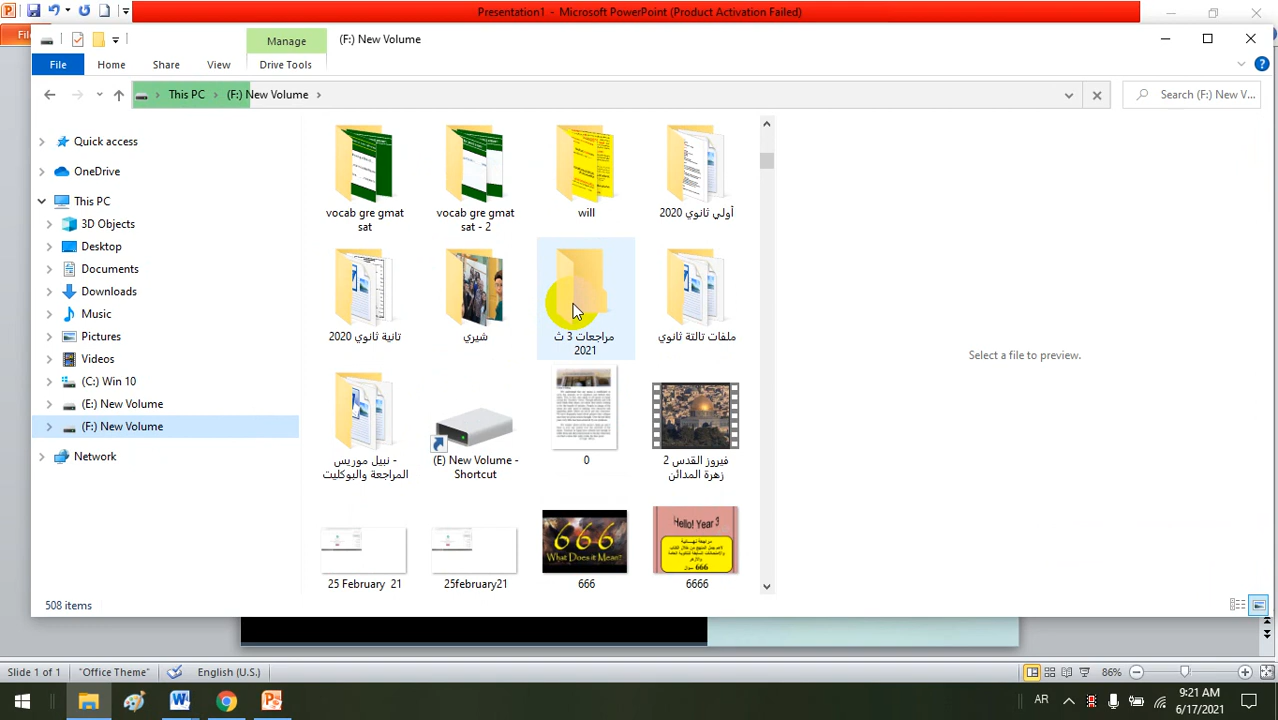 Presentation1 - Microsoft PowerPoint (Product Activation Failed)
Manage
(F:) New Volume
File
Home
Share
View
Drive Tools
This PC
(F:) New Volume
Search (F:) New V...
Quick access
OneDrive
This PC
3D Objects
Desktop
Documents
Downloads
Music
Pictures
Videos
(C:) Win 10
(E:) New Volume
(F:) New Volume
Network
vocab gre gmat
sat
vocab gre gmat
sat - 2
will
أولي ثانوي 2020
تانية ثانوي 2020
شيري
مراجعات 3 ث
2021
ملفات تالتة ثانوي
نبيل موريس -
المراجعة والبوكليت
(E) New Volume -
Shortcut
0
فيروز القدس 2
زهرة المدائن
666
What Does it Mean?
Hello! Year 3
666 سؤال
25 February 21
25february21
666
6666
Select a file to preview.
508 items
Slide 1 of 1
"Office Theme"
English (U.S.)
86%
AR
9:21 AM
6/17/2021